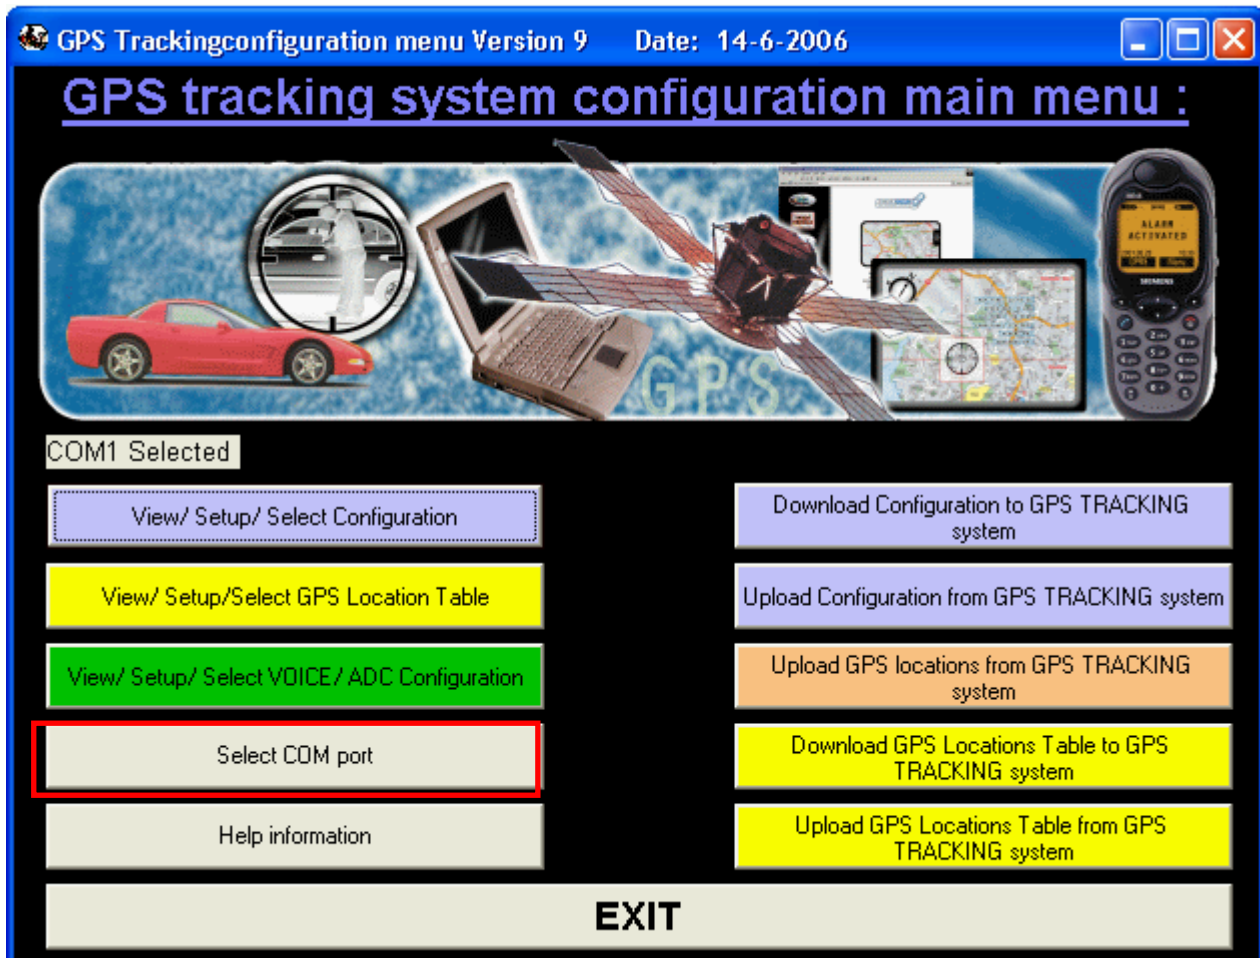 GPS Trackingconfiguration menu Version 9 Date: 14-6-2006
GPS tracking system configuration main menu :
ALARM
ACTIVATED
SIEMENS
GPS
COM1 Selected
View/ Setup/ Select Configuration
View/ Setup/Select GPS Location Table
View/ Setup/ Select VOICE/ ADC Configuration
Select COM port
Help information
Download Configuration to GPS TRACKING
system
Upload Configuration from GPS TRACKING system
Upload GPS locations from GPS TRACKING
system
Download GPS Locations Table to GPS
TRACKING system
Upload GPS Locations Table from GPS
TRACKING system
EXIT